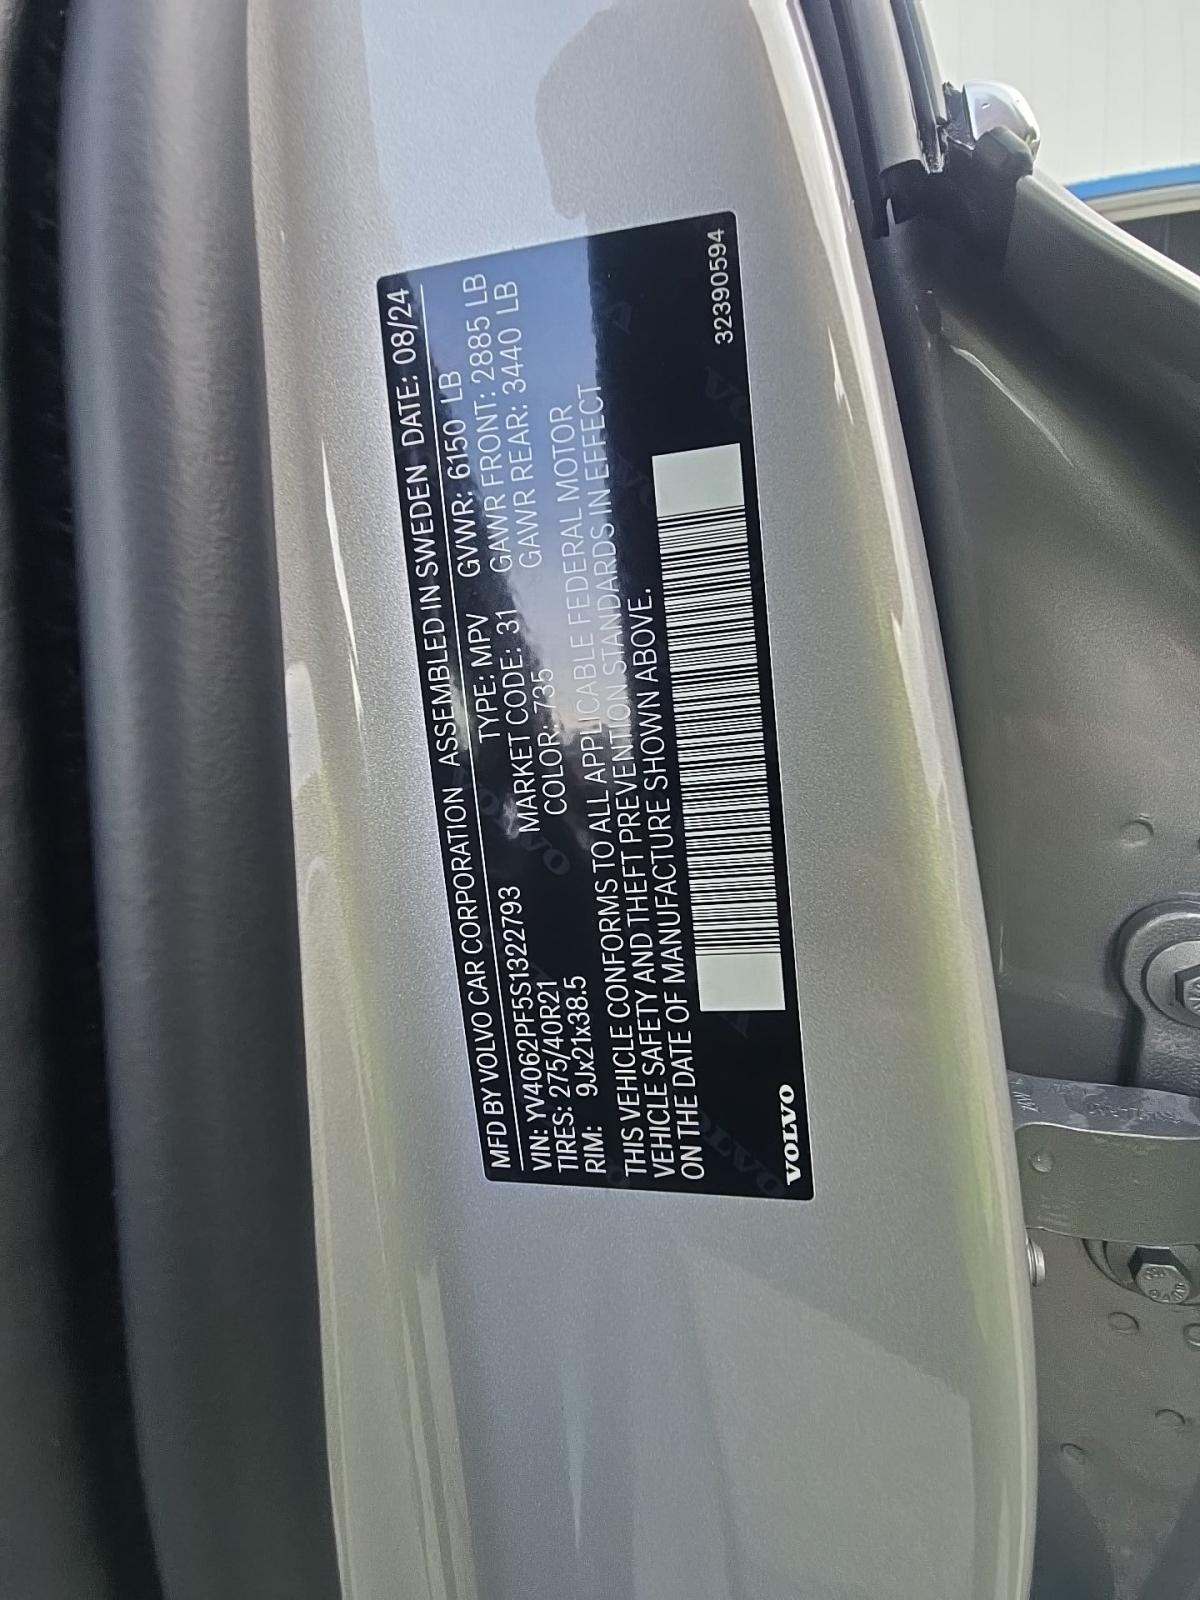 MFD BY VOLVO CAR CORPORATION ASSEMBLED IN SWEDEN DATE: 08/24
VIN: YV4062PF5S1322793 TYPE: MPV GVWR: 6150 LB
TIRES: 275/40R21 MARKET CODE: 31 GAWR FRONT: 2885 LB
RIM: 9Jx21x38.5 COLOR: 735 GAWR REAR: 3440 LB
THIS VEHICLE CONFORMS TO ALL APPLICABLE FEDERAL MOTOR
VEHICLE SAFETY AND THEFT PREVENTION STANDARDS IN EFFECT
ON THE DATE OF MANUFACTURE SHOWN ABOVE.
VOLVO 32390594